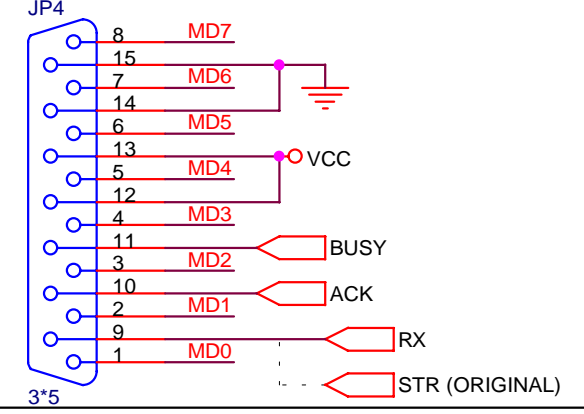 JP4
8 MD7
15
7 MD6
14
6 MD5
13 VCC
5 MD4
12
4 MD3
11 BUSY
3 MD2
10 ACK
2 MD1
9 RX
1 MD0
STR (ORIGINAL)
3*5